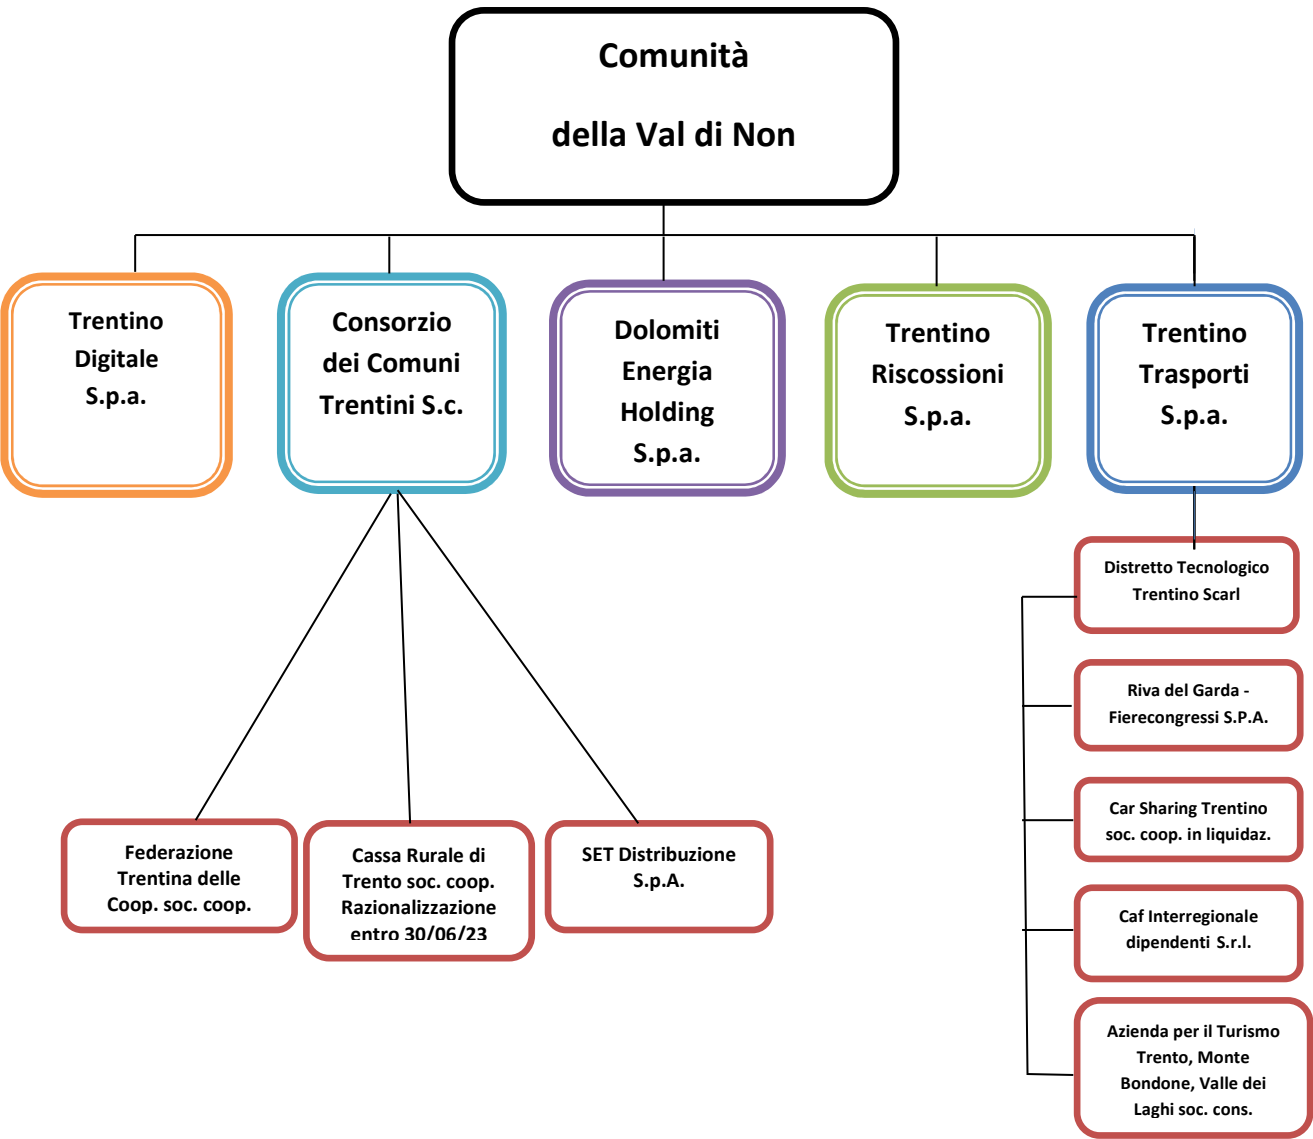 Comunità
della Val di Non
Trentino
Digitale
S.p.a.
Consorzio
dei Comuni
Trentini S.c.
Dolomiti
Energia
Holding
S.p.a.
Trentino
Riscossioni
S.p.a.
Trentino
Trasporti
S.p.a.
Distretto Tecnologico
Trentino Scarl
Riva del Garda -
Fierecongressi S.P.A.
Car Sharing Trentino
soc. coop. in liquidaz.
Caf Interregionale
dipendenti S.r.l.
Azienda per il Turismo
Trento, Monte
Bondone, Valle dei
Laghi soc. cons.
Federazione
Trentina delle
Coop. soc. coop.
Cassa Rurale di
Trento soc. coop.
Razionalizzazione
entro 30/06/23
SET Distribuzione
S.p.A.